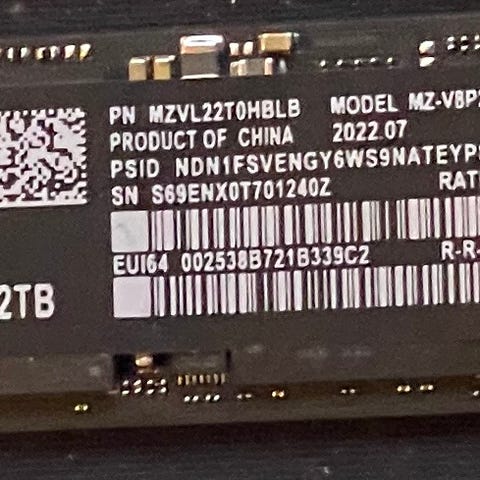 PN MZVL22T0HBLB MODEL MZ-V8P2
PRODUCT OF CHINA 2022.07
PSID NDN1FSVENGY6WS9NATEYP
SN S69ENX0T701240Z RAT
EUI64 002538B721B339C2 R-R-
2TB